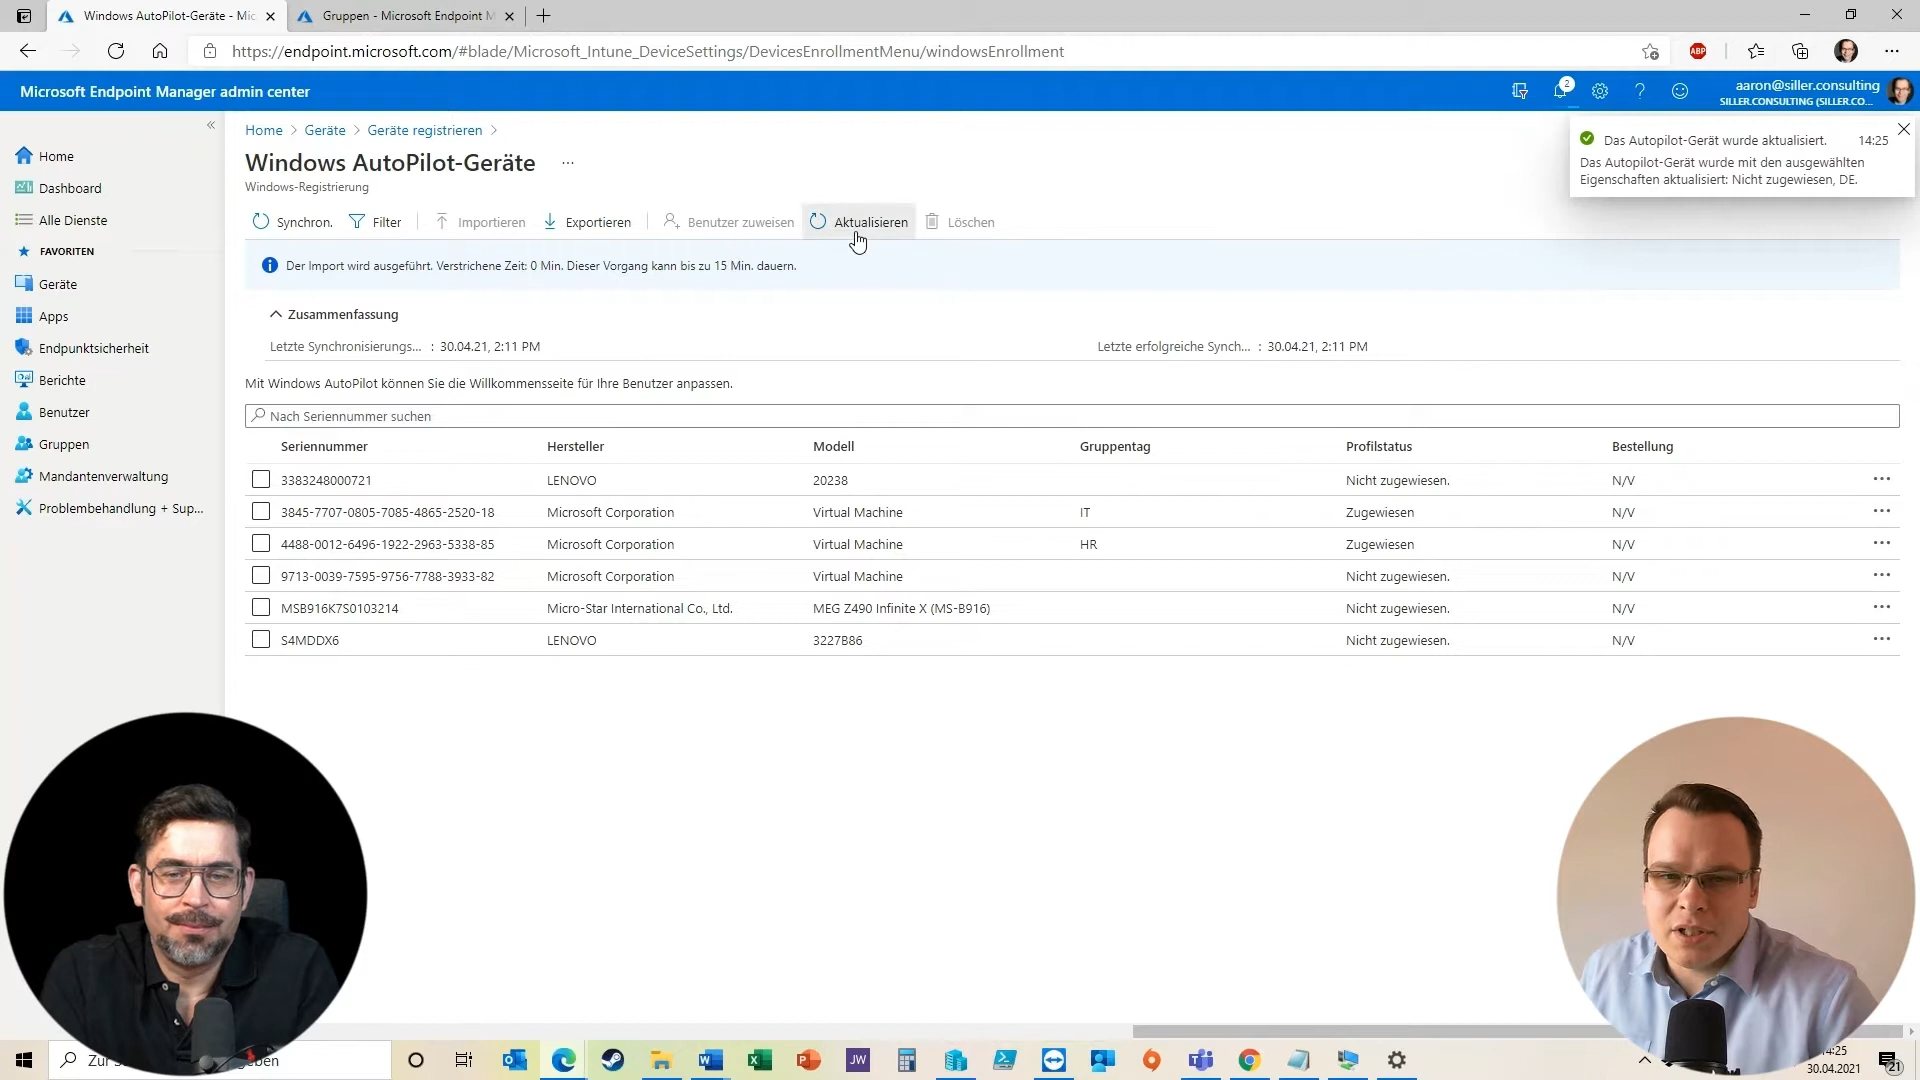 Windows AutoPilot-Geräte - Mic
Gruppen - Microsoft Endpoint M
https://endpoint.microsoft.com/#blade/Microsoft_Intune_DeviceSettings/DevicesEnrollmentMenu/windowsEnrollment
ABP
Microsoft Endpoint Manager admin center
2
aaron@siller.consulting
SILLER.CONSULTING (SILLER.CO...
Home > Geräte > Geräte registrieren >
Windows AutoPilot-Geräte ...
Windows-Registrierung
Das Autopilot-Gerät wurde aktualisiert. 14:25
Das Autopilot-Gerät wurde mit den ausgewählten
Eigenschaften aktualisiert: Nicht zugewiesen, DE.
Home
Dashboard
Alle Dienste
FAVORITEN
Geräte
Apps
Endpunktsicherheit
Berichte
Benutzer
Gruppen
Mandantenverwaltung
Problembehandlung + Sup...
Synchron. Filter Importieren Exportieren Benutzer zuweisen Aktualisieren Löschen
Der Import wird ausgeführt. Verstrichene Zeit: 0 Min. Dieser Vorgang kann bis zu 15 Min. dauern.
Zusammenfassung
Letzte Synchronisierungs... : 30.04.21, 2:11 PM Letzte erfolgreiche Synch... : 30.04.21, 2:11 PM
Mit Windows AutoPilot können Sie die Willkommensseite für Ihre Benutzer anpassen.
Nach Seriennummer suchen
Seriennummer Hersteller Modell Gruppentag Profilstatus Bestellung
3383248000721 LENOVO 20238 Nicht zugewiesen. N/V
3845-7707-0805-7085-4865-2520-18 Microsoft Corporation Virtual Machine IT Zugewiesen N/V
4488-0012-6496-1922-2963-5338-85 Microsoft Corporation Virtual Machine HR Zugewiesen N/V
9713-0039-7595-9756-7788-3933-82 Microsoft Corporation Virtual Machine Nicht zugewiesen. N/V
MSB916K7S0103214 Micro-Star International Co., Ltd. MEG Z490 Infinite X (MS-B916) Nicht zugewiesen. N/V
S4MDDX6 LENOVO 3227B86 Nicht zugewiesen. N/V
JW
14:25
30.04.2021
21